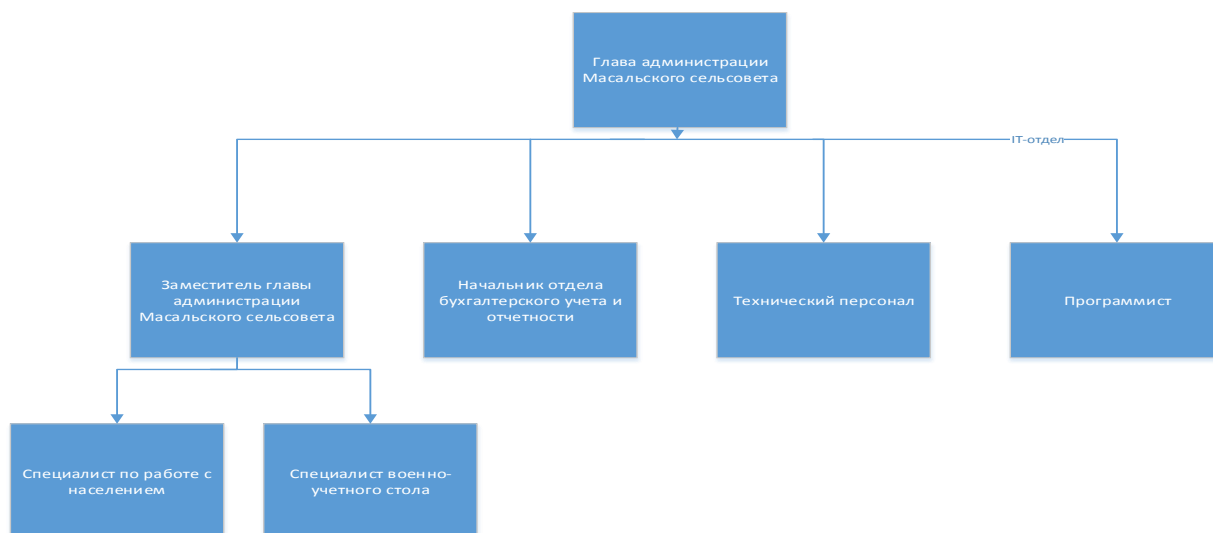 Глава администрации
Масальского сельсовета
IT-отдел
Заместитель главы
администрации
Масальского сельсовета
Начальник отдела
бухгалтерского учета и
отчетности
Технический персонал
Программист
Специалист по работе с
населением
Специалист военно-
учетного стола